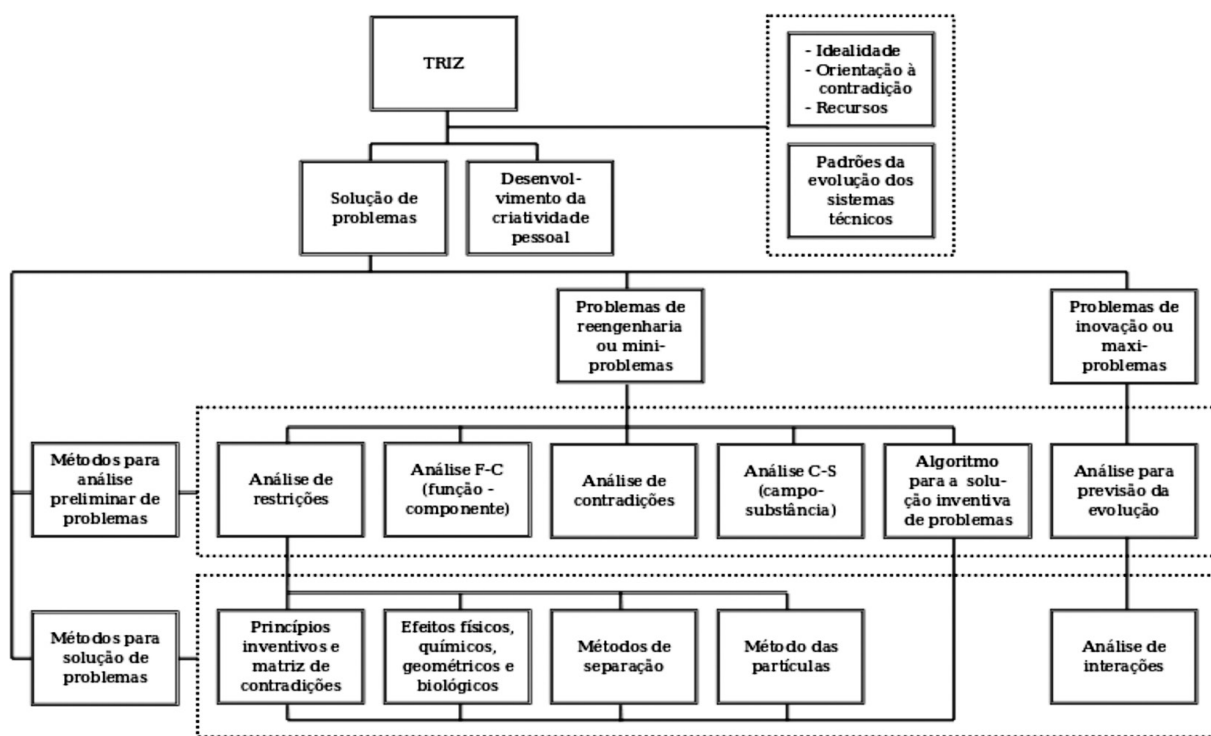 TRIZ
- Idealidade
- Orientação à
contradição
- Recursos
Padrões da
evolução dos
sistemas
técnicos
Solução de
problemas
Desenvol-
vimento da
criatividade
pessoal
Problemas de
reengenharia
ou mini-
problemas
Problemas de
inovação ou
maxi-
problemas
Métodos para
análise
preliminar de
problemas
Análise de
restrições
Análise F-C
(função -
componente)
Análise de
contradições
Análise C-S
(campo-
substância)
Algoritmo
para a solu-
ção inventiva
de problemas
Análise para
previsão da
evolução
Métodos para
solução de
problemas
Princípios
inventivos e
matriz de
contradições
Efeitos físicos,
químicos,
geométricos e
biológicos
Métodos de
separação
Método das
partículas
Análise de
interações